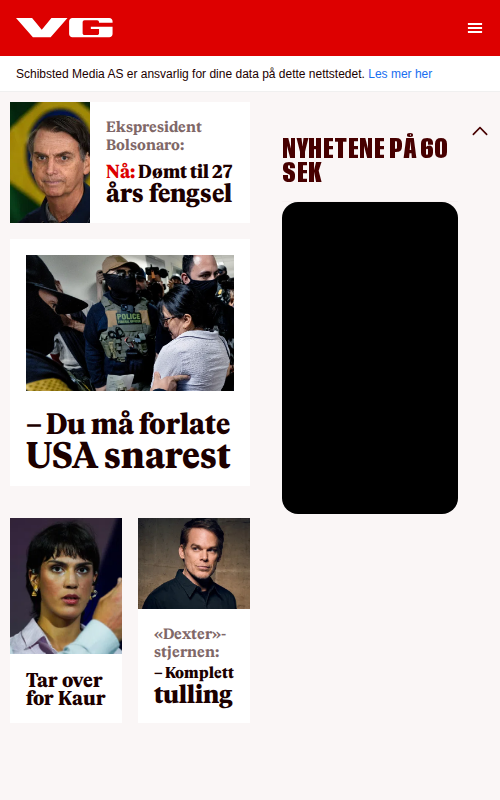 VG
Schibsted Media AS er ansvarlig for dine data på dette nettstedet. Les mer her
Ekspresident
Bolsonaro:
Nå: Dømt til 27
års fengsel
NYHETENE PÅ 60
SEK
POLICE
– Du må forlate
USA snarest
Tar over
for Kaur
«Dexter»-
stjernen:
– Komplett
tulling